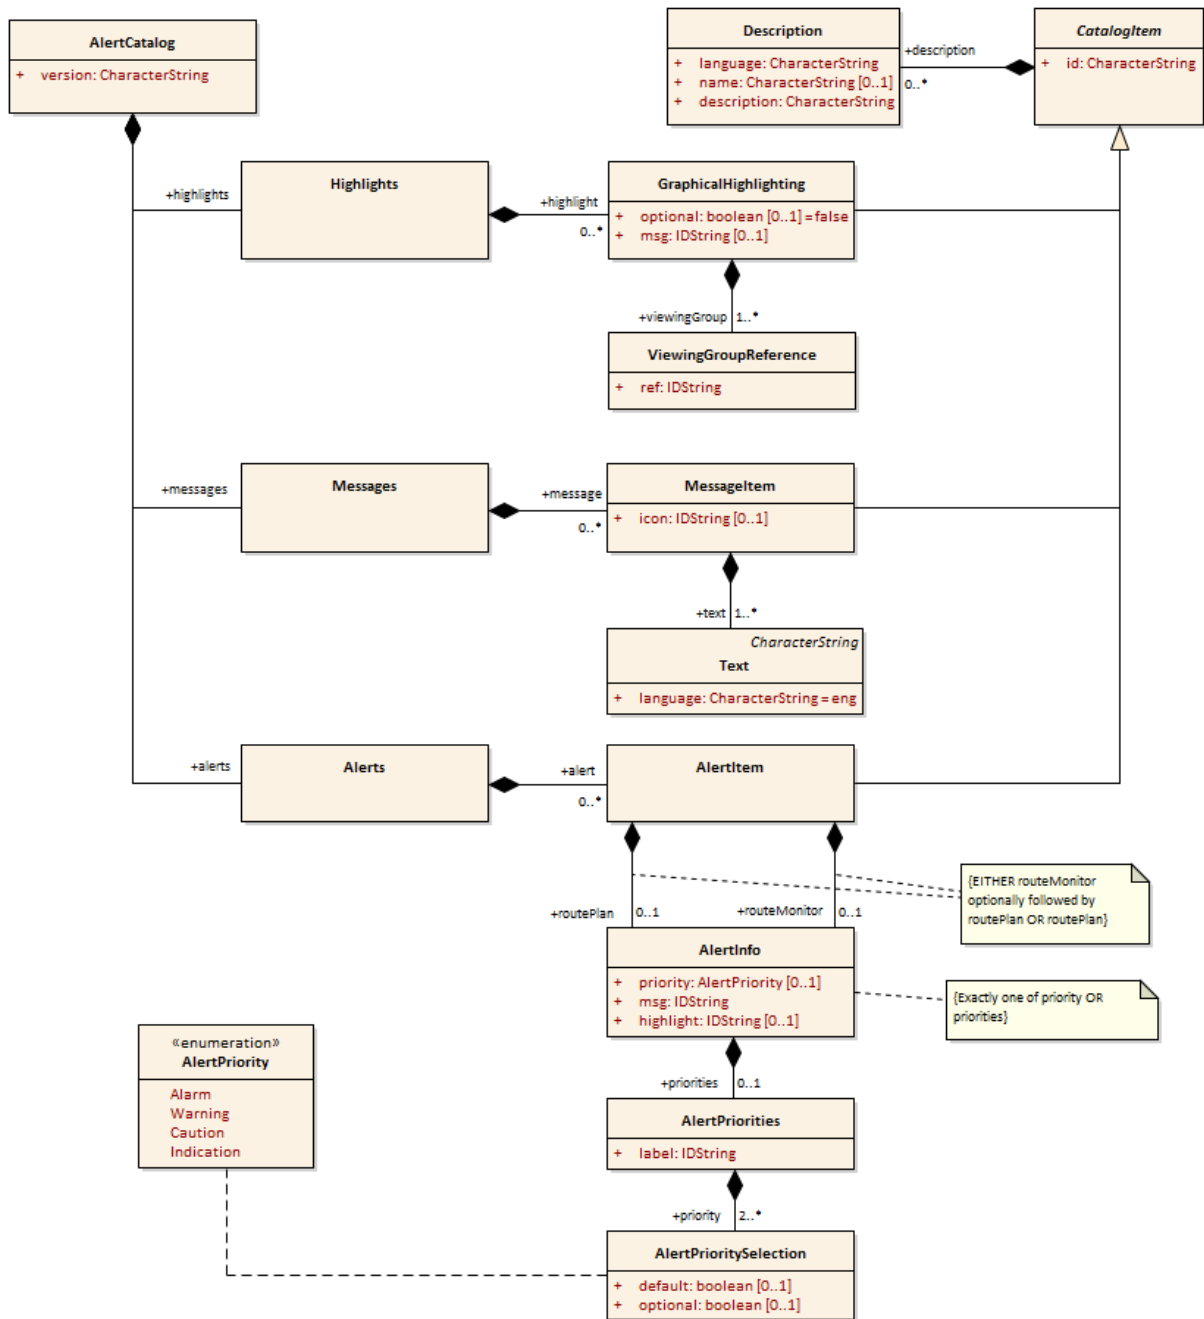 AlertCatalog
+ version: CharacterString
Description
+ language: CharacterString
+ name: CharacterString [0..1]
+ description: CharacterString
+description
0..*
CatalogItem
+ id: CharacterString
+highlights
Highlights
+highlight
0..*
GraphicalHighlighting
+ optional: boolean [0..1] = false
+ msg: IDString [0..1]
+viewingGroup 1..*
ViewingGroupReference
+ ref: IDString
+messages
Messages
+message
0..*
MessageItem
+ icon: IDString [0..1]
+text 1..*
CharacterString
Text
+ language: CharacterString = eng
+alerts
Alerts
+alert
0..*
AlertItem
+routePlan 0..1
+routeMonitor 0..1
{EITHER routeMonitor
optionally followed by
routePlan OR routePlan}
AlertInfo
+ priority: AlertPriority [0..1]
+ msg: IDString
+ highlight: IDString [0..1]
{Exactly one of priority OR
priorities}
+priorities 0..1
«enumeration»
AlertPriority
Alarm
Warning
Caution
Indication
AlertPriorities
+ label: IDString
+priority 2..*
AlertPrioritySelection
+ default: boolean [0..1]
+ optional: boolean [0..1]